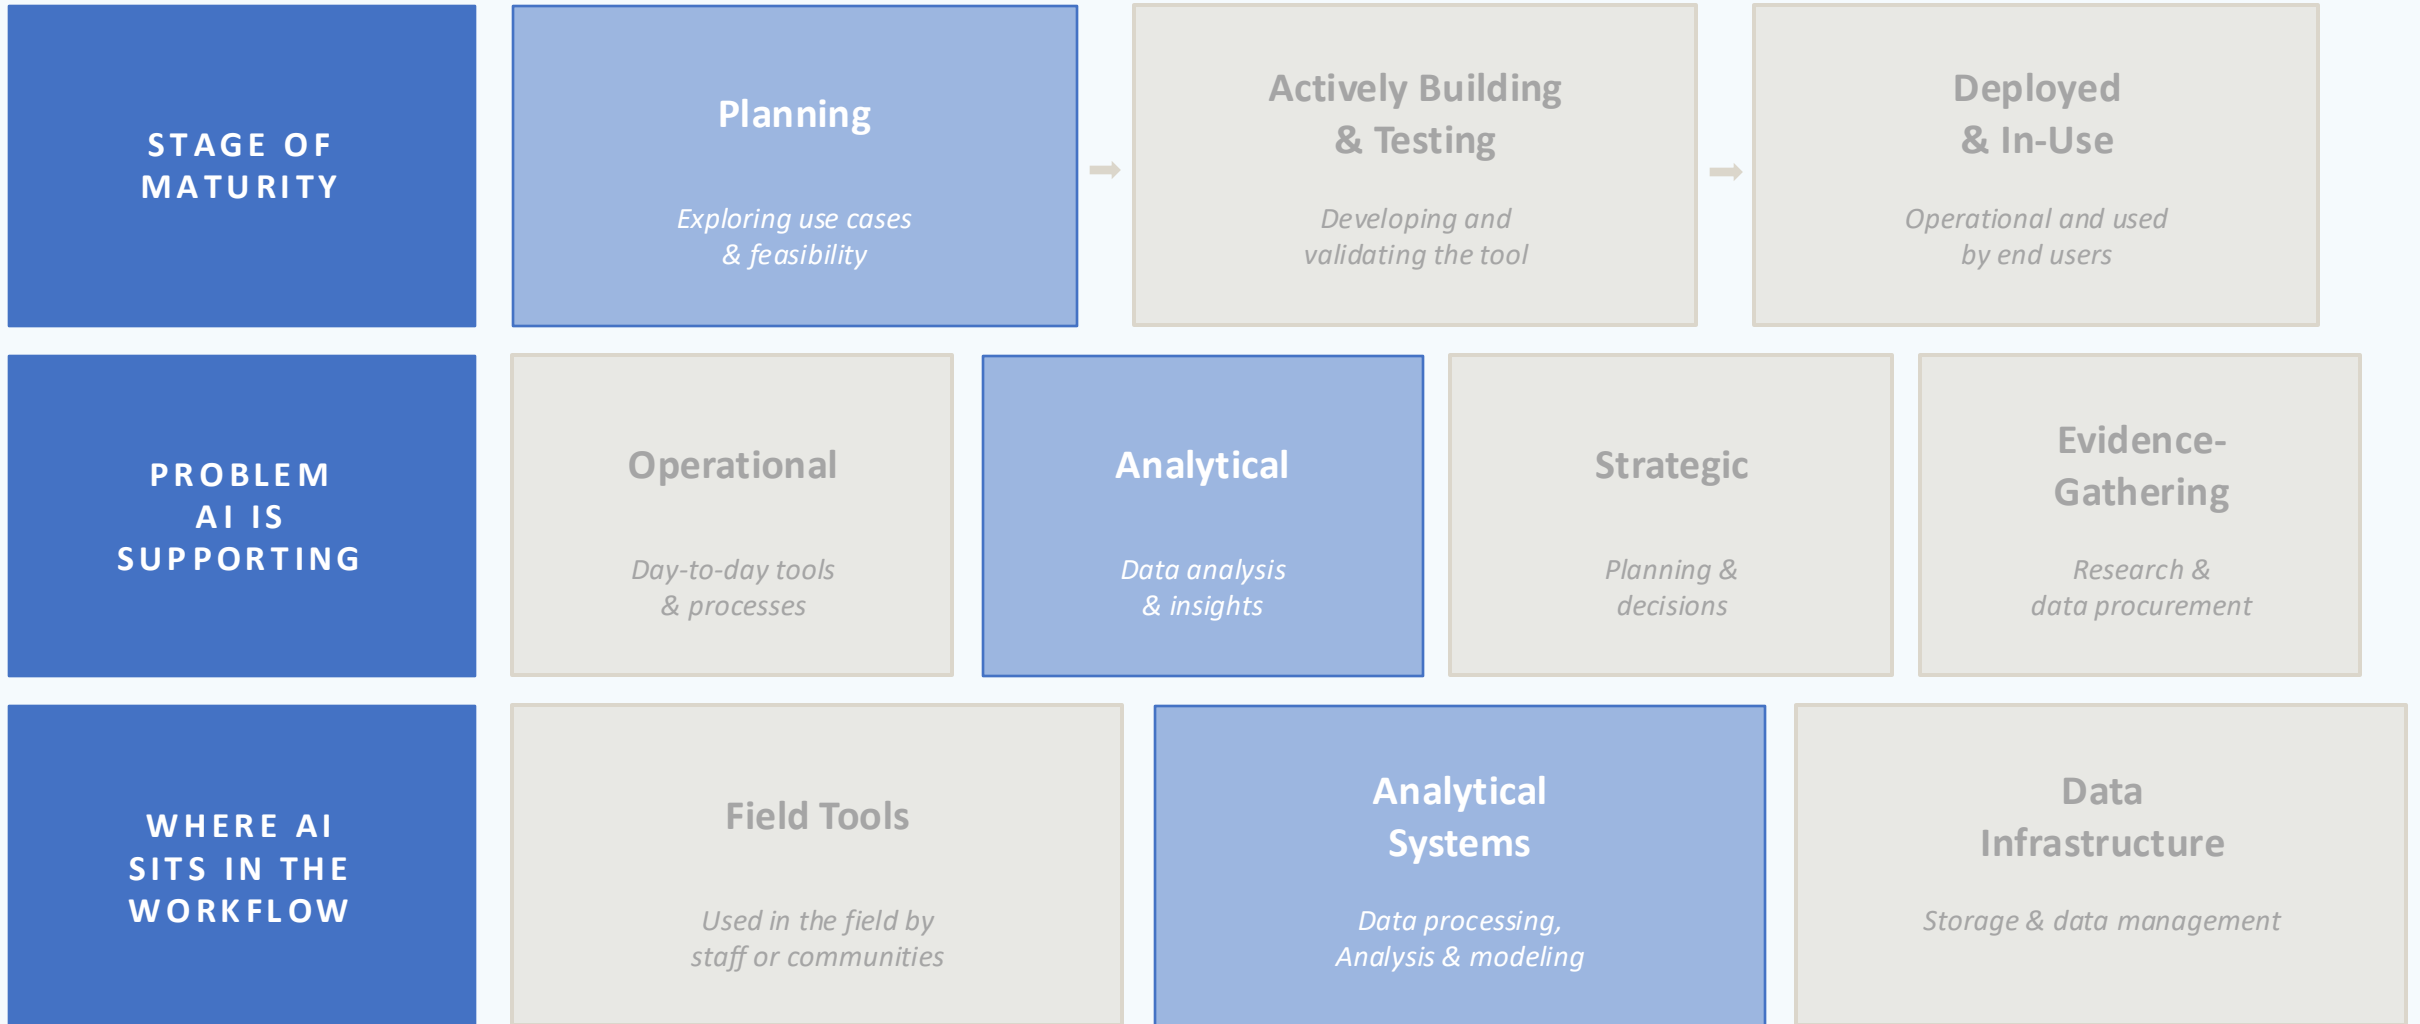 STAGE OF
MATURITY
Planning
Exploring use cases
& feasibility
Actively Building
& Testing
Developing and
validating the tool
Deployed
& In-Use
Operational and used
by end users
PROBLEM
AI IS
SUPPORTING
Operational
Day-to-day tools
& processes
Analytical
Data analysis
& insights
Strategic
Planning &
decisions
Evidence-
Gathering
Research &
data procurement
WHERE AI
SITS IN THE
WORKFLOW
Field Tools
Used in the field by
staff or communities
Analytical
Systems
Data processing,
Analysis & modeling
Data
Infrastructure
Storage & data management